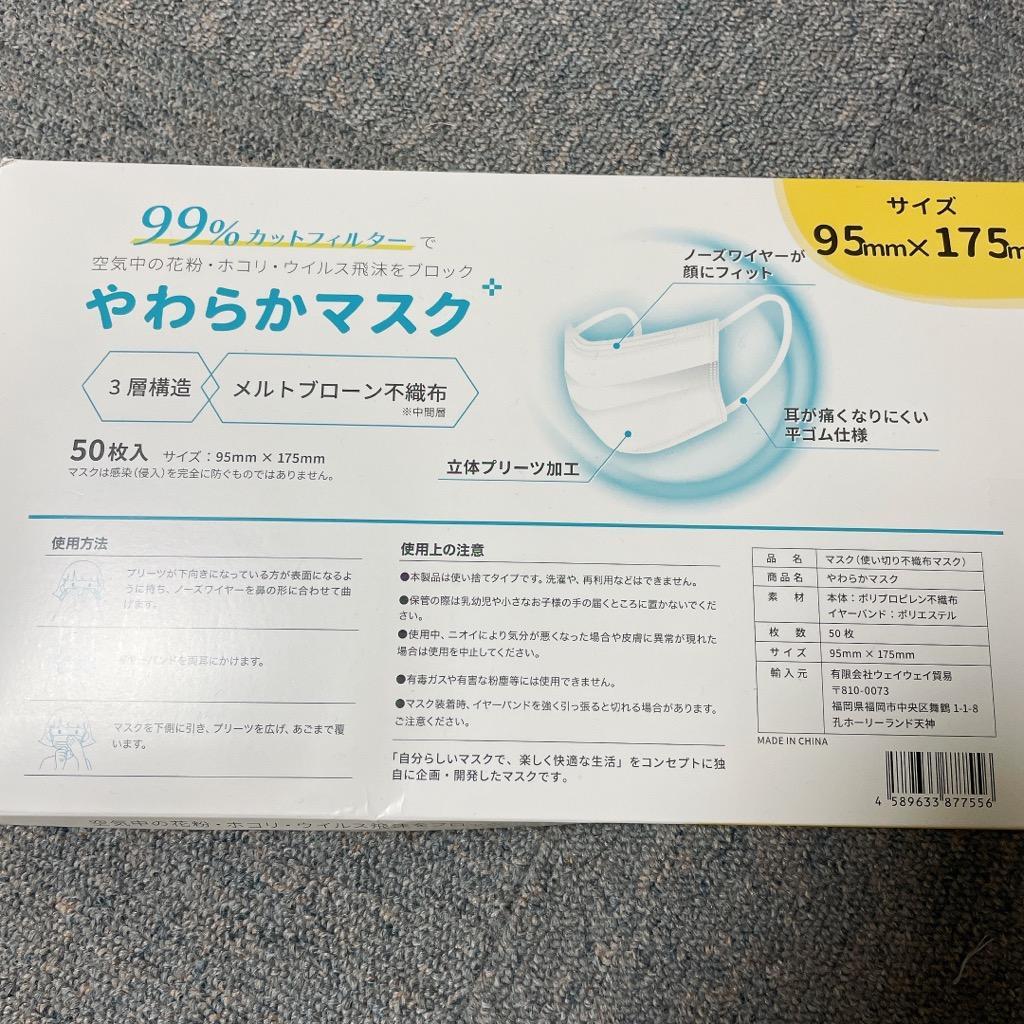 99%カットフィルターで
空気中の花粉・ホコリ・ウイルス飛沫をブロック
やわらかマスク
3層構造
メルトブローン不織布
※中間層
50枚入 サイズ：95mm × 175mm
マスクは感染（侵入）を完全に防ぐものではありません。
サイズ
95mm×175m
ノーズワイヤーが
顔にフィット
耳が痛くなりにくい
平ゴム仕様
立体プリーツ加工
使用方法
プリーツが下向きになっている方が表面になるよ
うに持ち、ノーズワイヤーを鼻の形に合わせて曲
げます。
イヤーバンドを両耳にかけます。
マスクを下側に引き、プリーツを広げ、あごまで覆
います。
使用上の注意
●本製品は使い捨てタイプです。洗濯や、再利用などはできません。
●保管の際は乳幼児や小さなお子様の手の届くところに置かないでくだ
さい。
●使用中、ニオイにより気分が悪くなった場合や皮膚に異常が現れた
場合は使用を中止してください。
●有毒ガスや有害な粉塵等には使用できません。
●マスク装着時、イヤーバンドを強く引っ張ると切れる場合があります。
ご注意ください。
「自分らしいマスクで、楽しく快適な生活」をコンセプトに独
自に企画・開発したマスクです。
品名 マスク（使い切り不織布マスク）
商品名 やわらかマスク
素材 本体：ポリプロピレン不織布
イヤーバンド：ポリエステル
枚数 50枚
サイズ 95mm × 175mm
輸入元 有限会社ウェイウェイ貿易
〒810-0073
福岡県福岡市中央区舞鶴 1-1-8
孔ホーリーランド天神
MADE IN CHINA
4 589633 877556
空気中の花粉・ホコリ・ウイルス飛沫をブロ